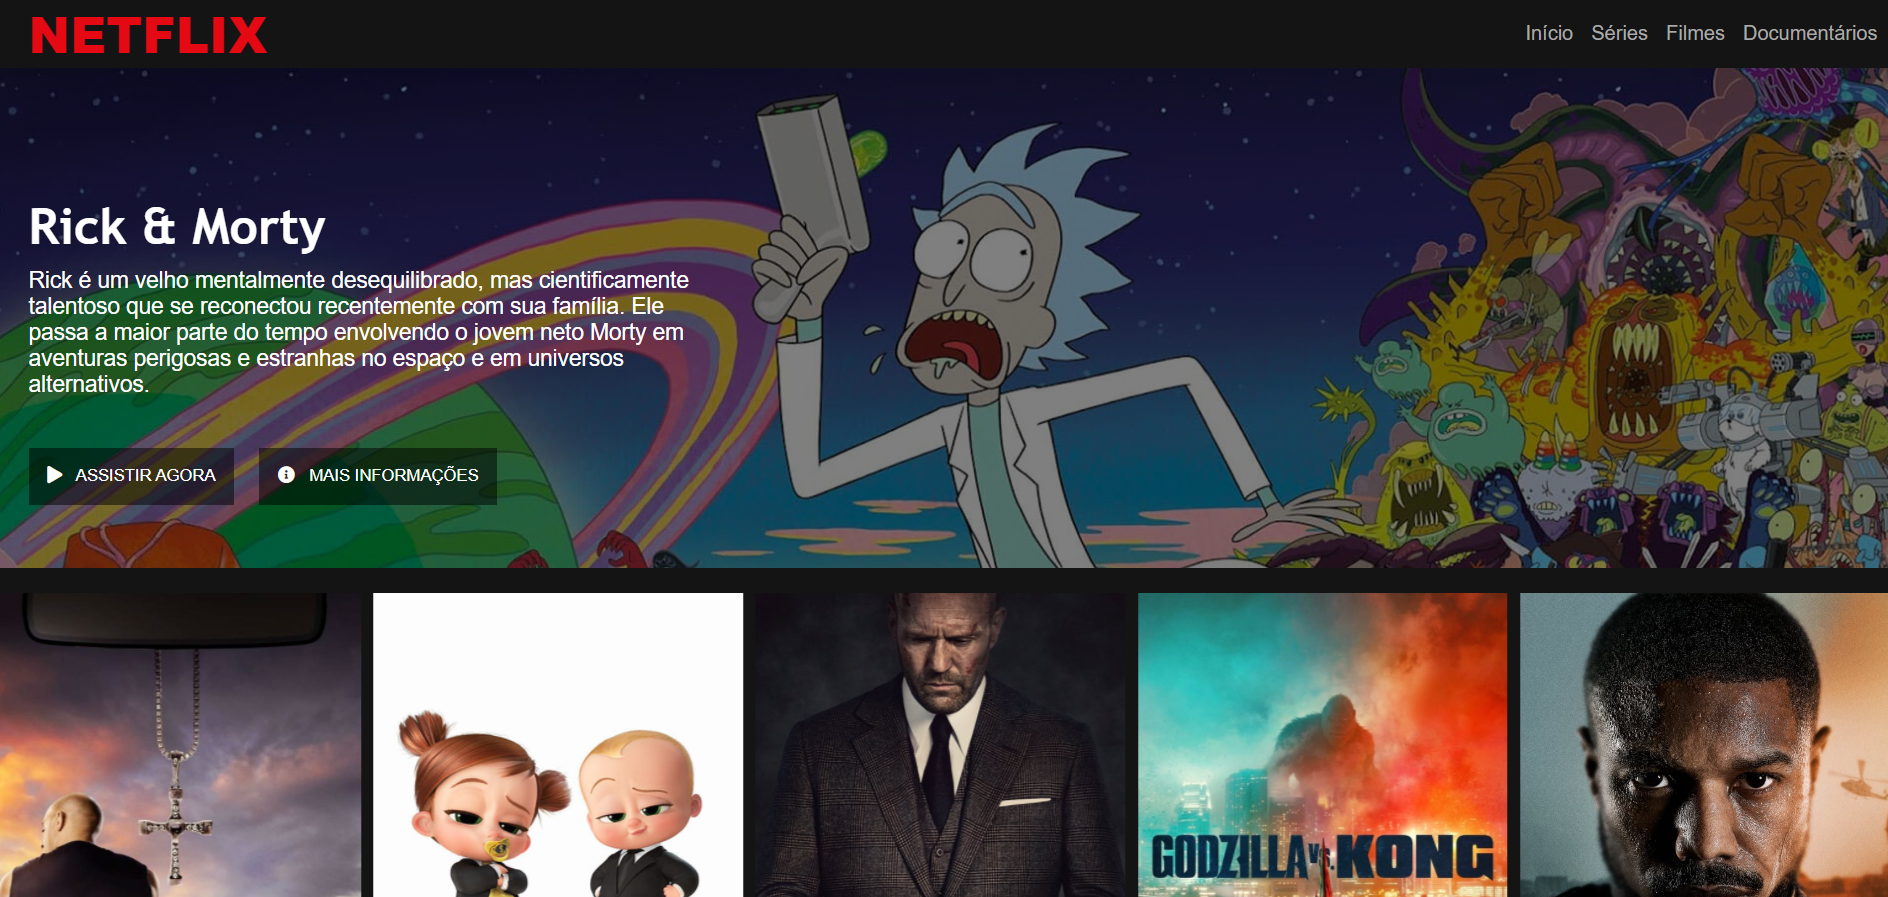 NETFLIX
Início Séries Filmes Documentários
Rick & Morty
Rick é um velho mentalmente desequilibrado, mas cientificamente
talentoso que se reconectou recentemente com sua família. Ele
passa a maior parte do tempo envolvendo o jovem neto Morty em
aventuras perigosas e estranhas no espaço e em universos
alternativos.
ASSISTIR AGORA MAIS INFORMAÇÕES
GODZILLA VS. KONG